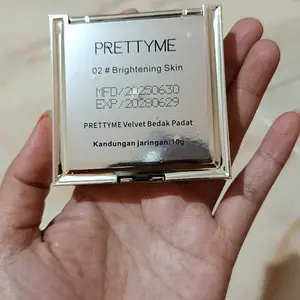 PRETTYME
02 # Brightening Skin
MFD/20250630
EXP/20280629
PRETTYME Velvet Bedak Padat
Kandungan jaringan:10g